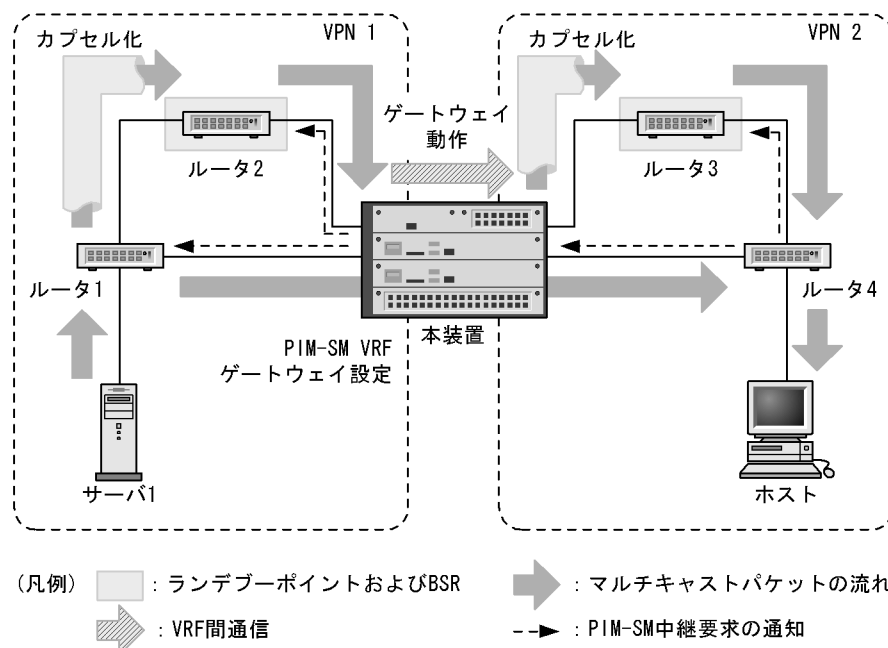 カプセル化
VPN 1
カプセル化
VPN 2
ゲートウェイ
動作
ルータ2
ルータ3
ルータ1
ルータ4
本装置
PIM-SM VRF
ゲートウェイ設定
サーバ1
ホスト
(凡例)
: ランデブーポイントおよびBSR
: マルチキャストパケットの流れ
: VRF間通信
: PIM-SM中継要求の通知